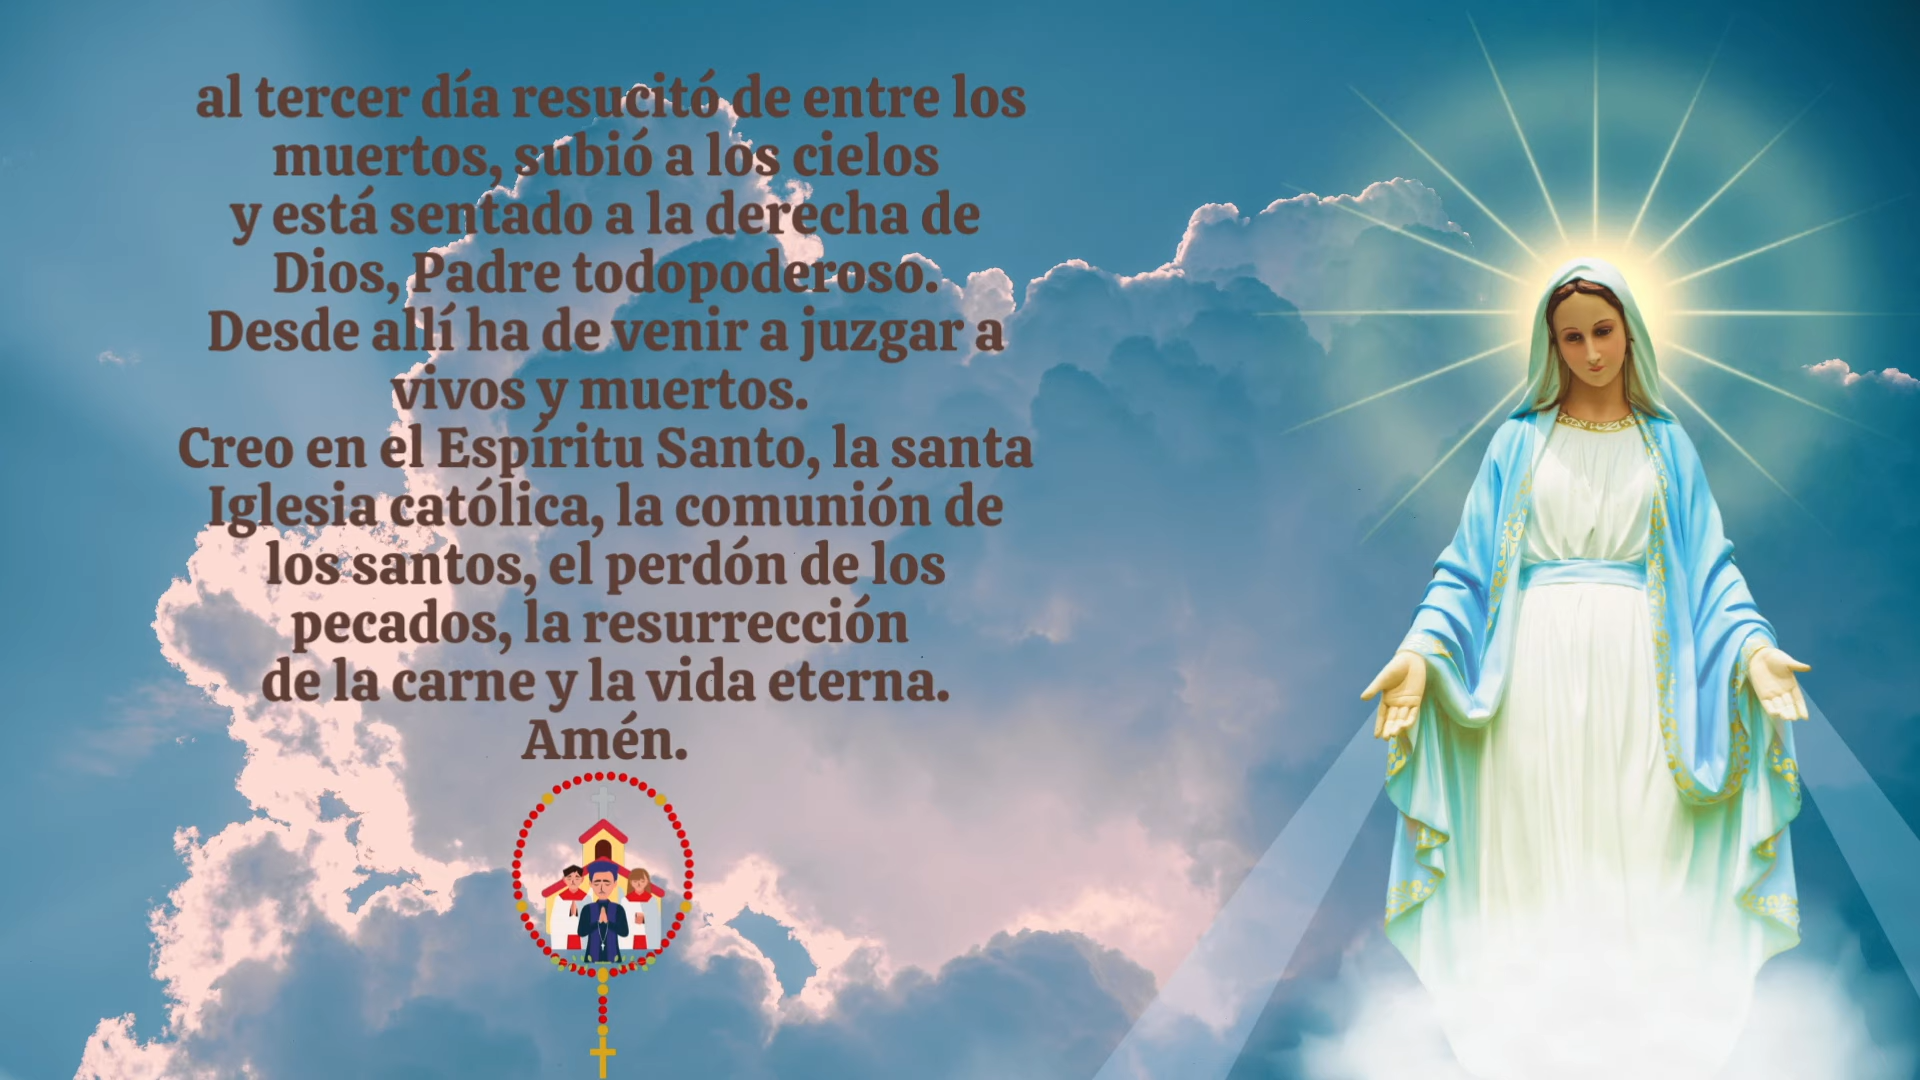 al tercer día resucitó de entre los
muertos, subió a los cielos
y está sentado a la derecha de
Dios, Padre todopoderoso.
Desde allí ha de venir a juzgar a
vivos y muertos.
Creo en el Espíritu Santo, la santa
Iglesia católica, la comunión de
los santos, el perdón de los
pecados, la resurrección
de la carne y la vida eterna.
Amén.